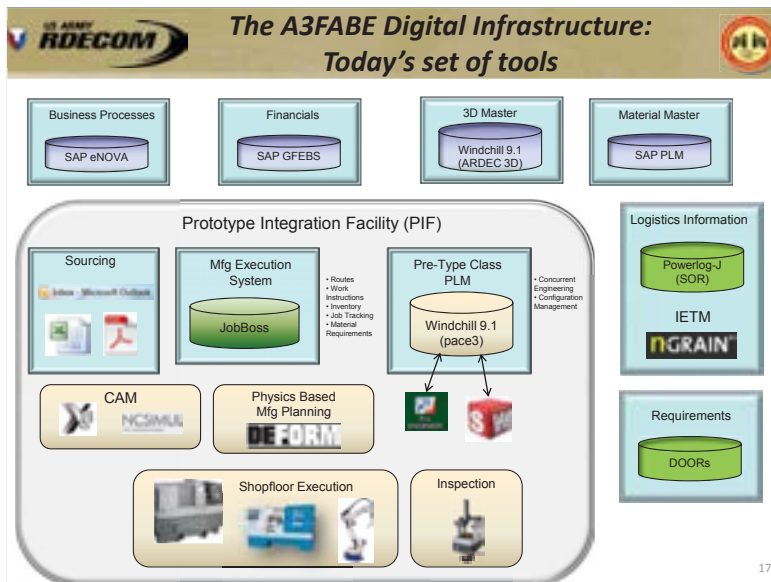 US ARMY
RDECOM
The A3FABE Digital Infrastructure:
Today's set of tools
Business Processes
SAP eNOVA
Financials
SAP GFEBS
3D Master
Windchill 9.1
(ARDEC 3D)
Material Master
SAP PLM
Prototype Integration Facility (PIF)
Sourcing
Inbox - Microsoft Outlook
Mfg Execution
System
JobBoss
• Routes
• Work
Instructions
• Inventory
• Job Tracking
• Material
Requirements
Pre-Type Class
PLM
Windchill 9.1
(pace3)
• Concurrent
Engineering
• Configuration
Management
Logistics Information
Powerlog-J
(SOR)
IETM
nGRAIN
CAM
NCSIMUL
Physics Based
Mfg Planning
DEFORM
SW
Requirements
DOORs
Shopfloor Execution
Inspection
17